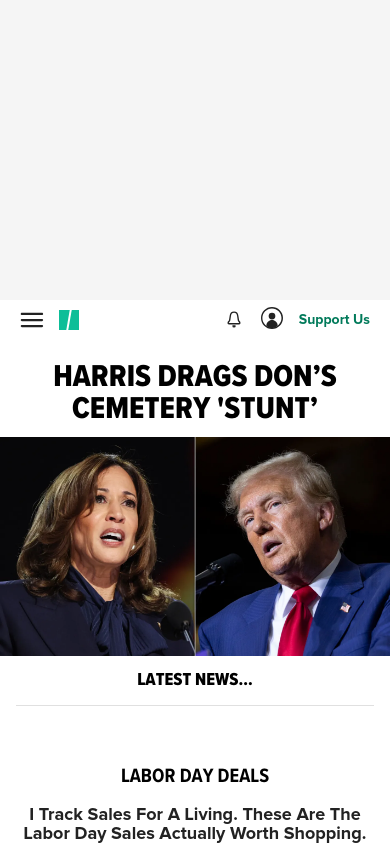 Support Us
HARRIS DRAGS DON’S
CEMETERY 'STUNT’
LATEST NEWS...
LABOR DAY DEALS
I Track Sales For A Living. These Are The
Labor Day Sales Actually Worth Shopping.